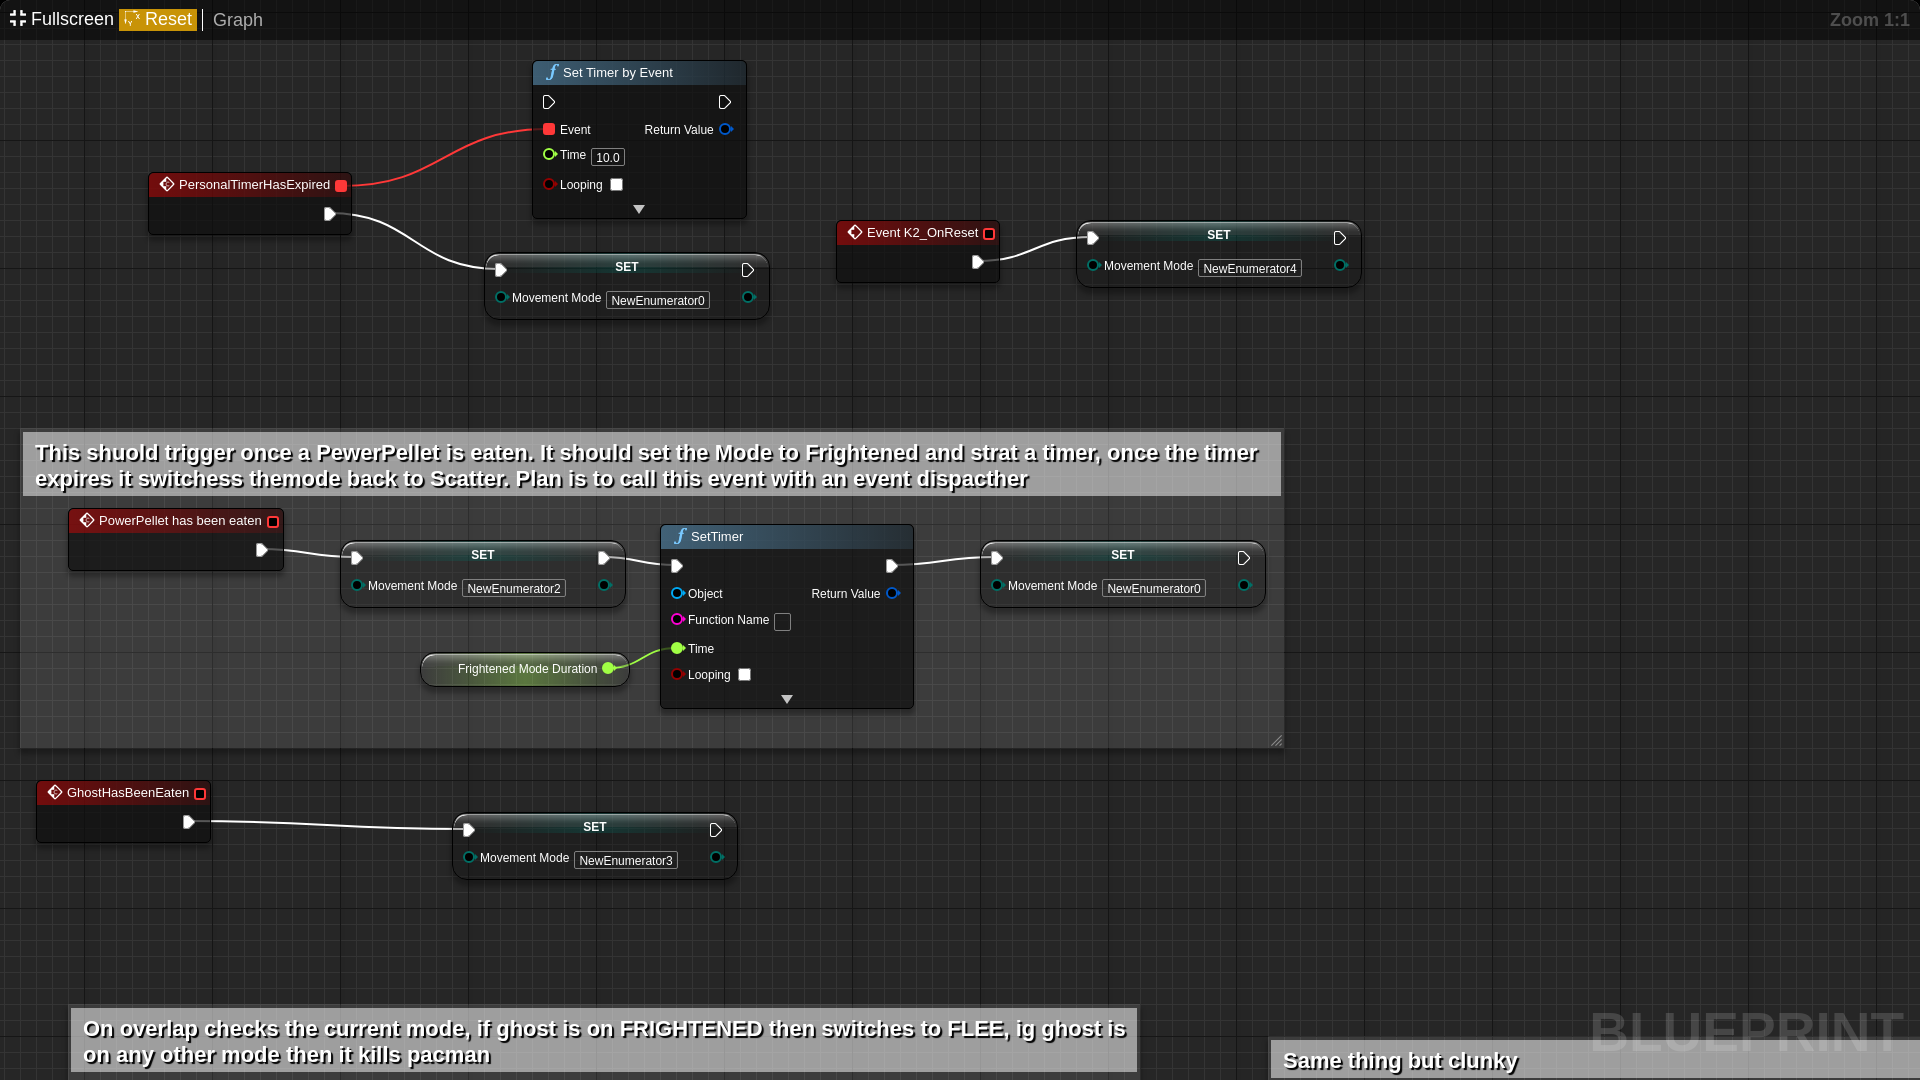 Fullscreen Reset Graph
Zoom 1:1
Set Timer by Event
Event Return Value
Time 10.0
Looping
PersonalTimerHasExpired
SET
Movement Mode NewEnumerator0
Event K2_OnReset
SET
Movement Mode NewEnumerator4
This shuold trigger once a PewerPellet is eaten. It should set the Mode to Frightened and strat a timer, once the timer
expires it switchess themode back to Scatter. Plan is to call this event with an event dispacther
PowerPellet has been eaten
SET
Movement Mode NewEnumerator2
Frightened Mode Duration
SetTimer
Object Return Value
Function Name
Time
Looping
SET
Movement Mode NewEnumerator0
GhostHasBeenEaten
SET
Movement Mode NewEnumerator3
On overlap checks the current mode, if ghost is on FRIGHTENED then switches to FLEE, ig ghost is
on any other mode then it kills pacman
Same thing but clunky
BLUEPRINT